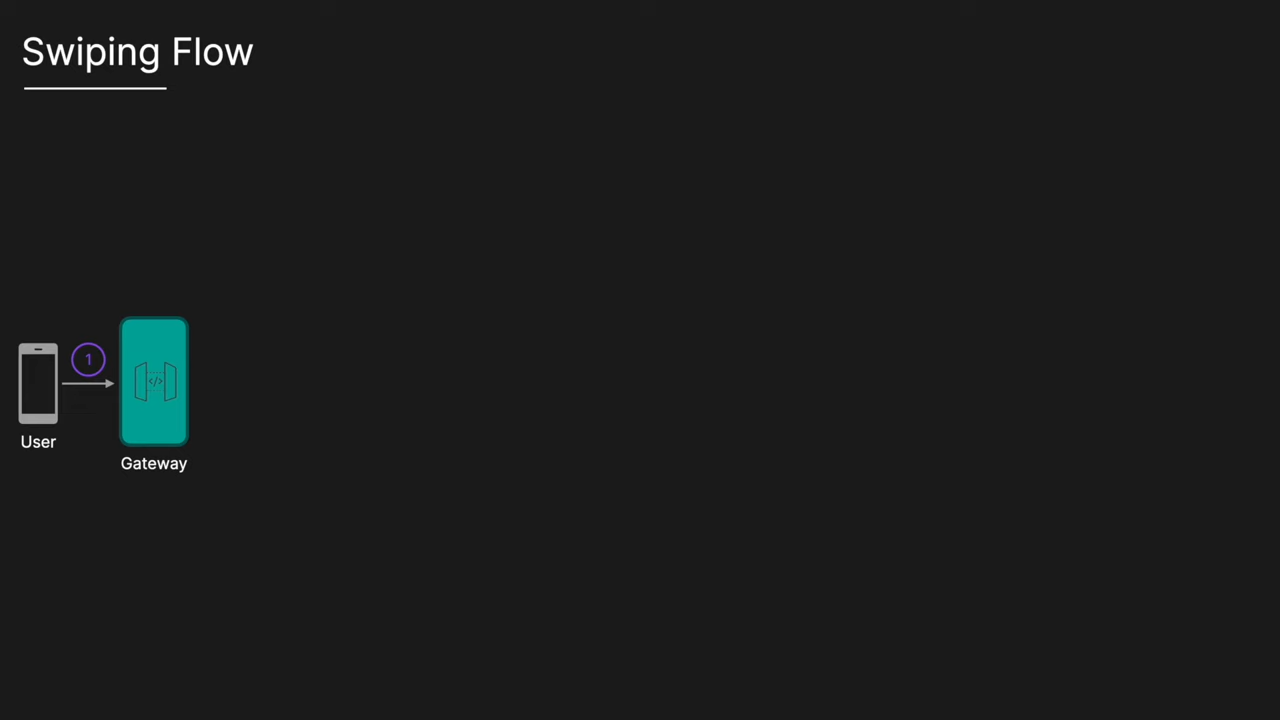 Swiping Flow
1
</>
User
Gateway